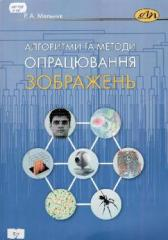 Р. А. Мельник
АЛГОРИТМИ ТА МЕТОДИ
ОПРАЦЮВАННЯ
ЗОБРАЖЕНЬ